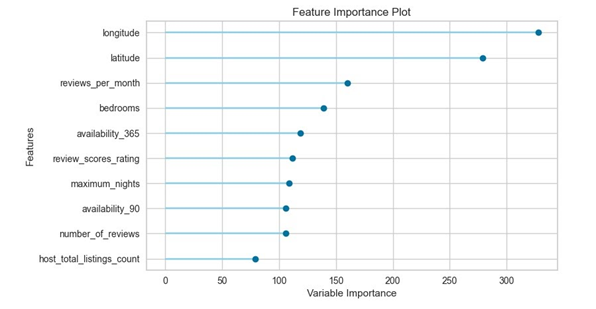 Feature Importance Plot
longitude
latitude
reviews_per_month
bedrooms
availability_365
review_scores_rating
maximum_nights
availability_90
number_of_reviews
host_total_listings_count
Features
0 50 100 150 200 250 300
Variable Importance